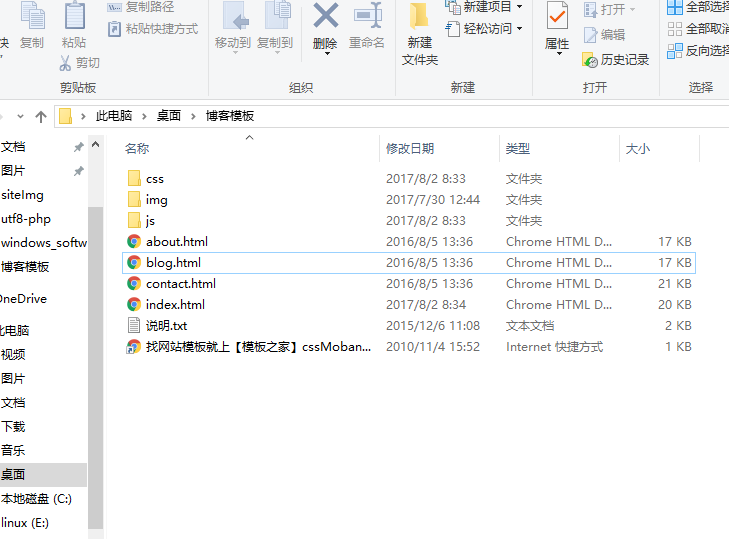 复制路径
新建项目
打开
全部选择
快 复制 粘贴 粘贴快捷方式
移动到 复制到 删除 重命名
新建
文件夹
轻松访问
属性
编辑
全部取消
剪切
历史记录
反向选择
剪贴板 组织 新建 打开 选择
此电脑 桌面 博客模板
文档
图片
siteImg
utf8-php
windows_softw
博客模板
OneDrive
此电脑
视频
图片
文档
下载
音乐
桌面
本地磁盘 (C:)
linux (E:)
名称 修改日期 类型 大小
css 2017/8/2 8:33 文件夹
img 2017/7/30 12:44 文件夹
js 2017/8/2 8:33 文件夹
about.html 2016/8/5 13:36 Chrome HTML D... 17 KB
blog.html 2016/8/5 13:36 Chrome HTML D... 17 KB
contact.html 2016/8/5 13:36 Chrome HTML D... 21 KB
index.html 2017/8/2 8:34 Chrome HTML D... 20 KB
说明.txt 2015/12/6 11:08 文本文档 2 KB
找网站模板就上【模板之家】cssMoban... 2010/11/4 15:52 Internet 快捷方式 1 KB